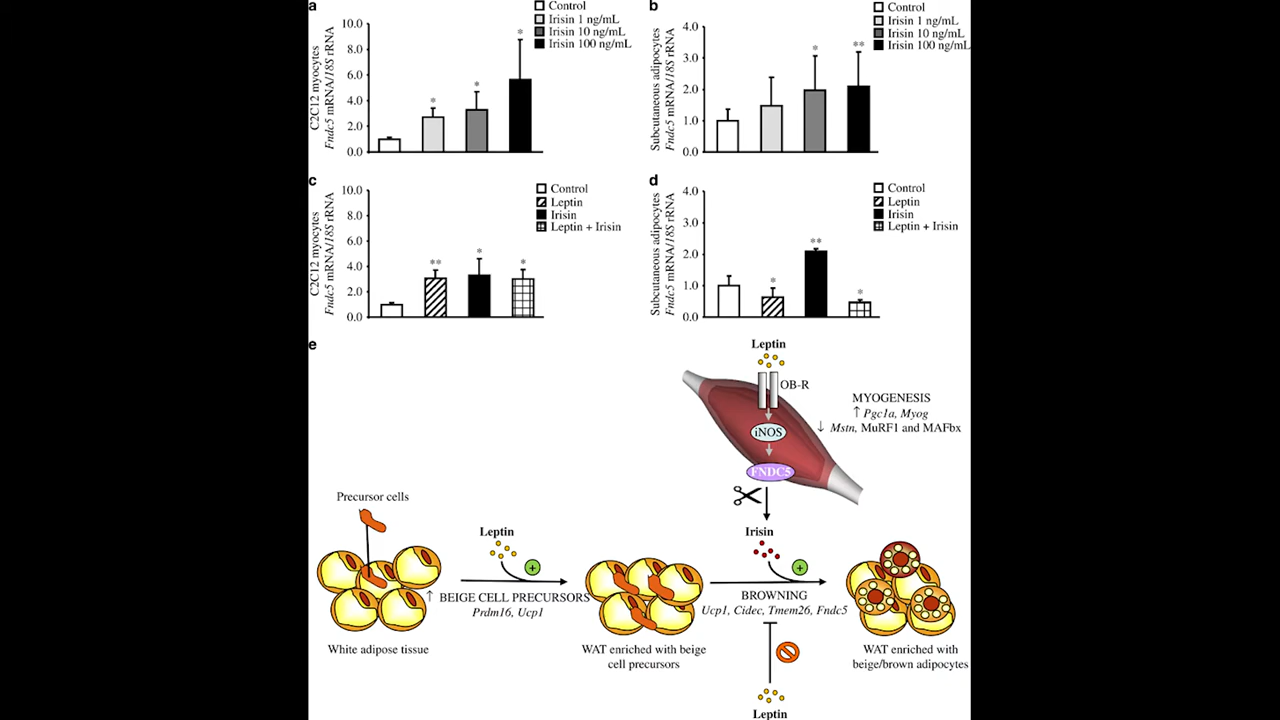 a
C2C12 myocytes
Fndc5 mRNA/18S rRNA
10.0
8.0
6.0
4.0
2.0
0.0
*
*
*
Control
Irisin 1 ng/mL
Irisin 10 ng/mL
Irisin 100 ng/mL
b
Subcutaneous adipocytes
Fndc5 mRNA/18S rRNA
4.0
3.0
2.0
1.0
0.0
*
**
Control
Irisin 1 ng/mL
Irisin 10 ng/mL
Irisin 100 ng/mL
c
C2C12 myocytes
Fndc5 mRNA/18S rRNA
10.0
8.0
6.0
4.0
2.0
0.0
**
*
*
Control
Leptin
Irisin
Leptin + Irisin
d
Subcutaneous adipocytes
Fndc5 mRNA/18S rRNA
4.0
3.0
2.0
1.0
0.0
*
**
*
Control
Leptin
Irisin
Leptin + Irisin
e
Leptin
OB-R
iNOS
FNDC5
MYOGENESIS
↑ Pgc1a, Myog
↓ Mstn, MuRF1 and MAFbx
Precursor cells
White adipose tissue
Leptin
+
↑ BEIGE CELL PRECURSORS
Prdm16, Ucp1
WAT enriched with beige
cell precursors
Irisin
+
BROWNING
Ucp1, Cidec, Tmem26, Fndc5
Leptin
WAT enriched with
beige/brown adipocytes